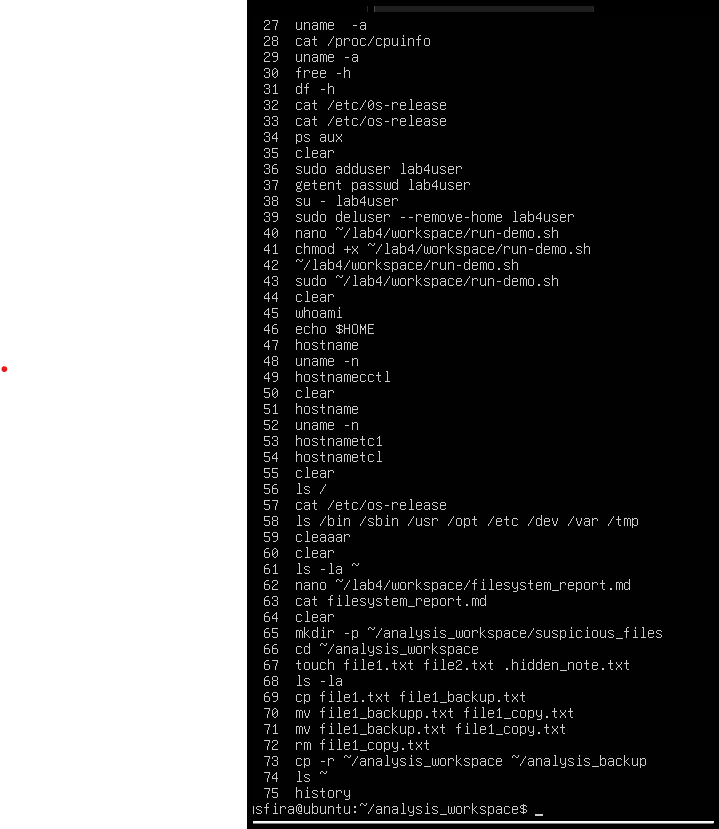 27 uname  -a
28 cat /proc/cpuinfo
29 uname -a
30 free -h
31 df -h
32 cat /etc/0s-release
33 cat /etc/os-release
34 ps aux
35 clear
36 sudo adduser lab4user
37 getent passwd lab4user
38 su - lab4user
39 sudo deluser --remove-home lab4user
40 nano ~/lab4/workspace/run-demo.sh
41 chmod +x ~/lab4/workspace/run-demo.sh
42 ~/lab4/workspace/run-demo.sh
43 sudo ~/lab4/workspace/run-demo.sh
44 clear
45 whoami
46 echo $HOME
47 hostname
48 uname -n
49 hostnamecctl
50 clear
51 hostname
52 uname -n
53 hostnametc1
54 hostnametcl
55 clear
56 ls /
57 cat /etc/os-release
58 ls /bin /sbin /usr /opt /etc /dev /var /tmp
59 cleaaar
60 clear
61 ls -la ~
62 nano ~/lab4/workspace/filesystem_report.md
63 cat filesystem_report.md
64 clear
65 mkdir -p ~/analysis_workspace/suspicious_files
66 cd ~/analysis_workspace
67 touch file1.txt file2.txt .hidden_note.txt
68 ls -la
69 cp file1.txt file1_backup.txt
70 mv file1_backupp.txt file1_copy.txt
71 mv file1_backup.txt file1_copy.txt
72 rm file1_copy.txt
73 cp -r ~/analysis_workspace ~/analysis_backup
74 ls ~
75 history
sfira@ubuntu:~/analysis_workspace$ _